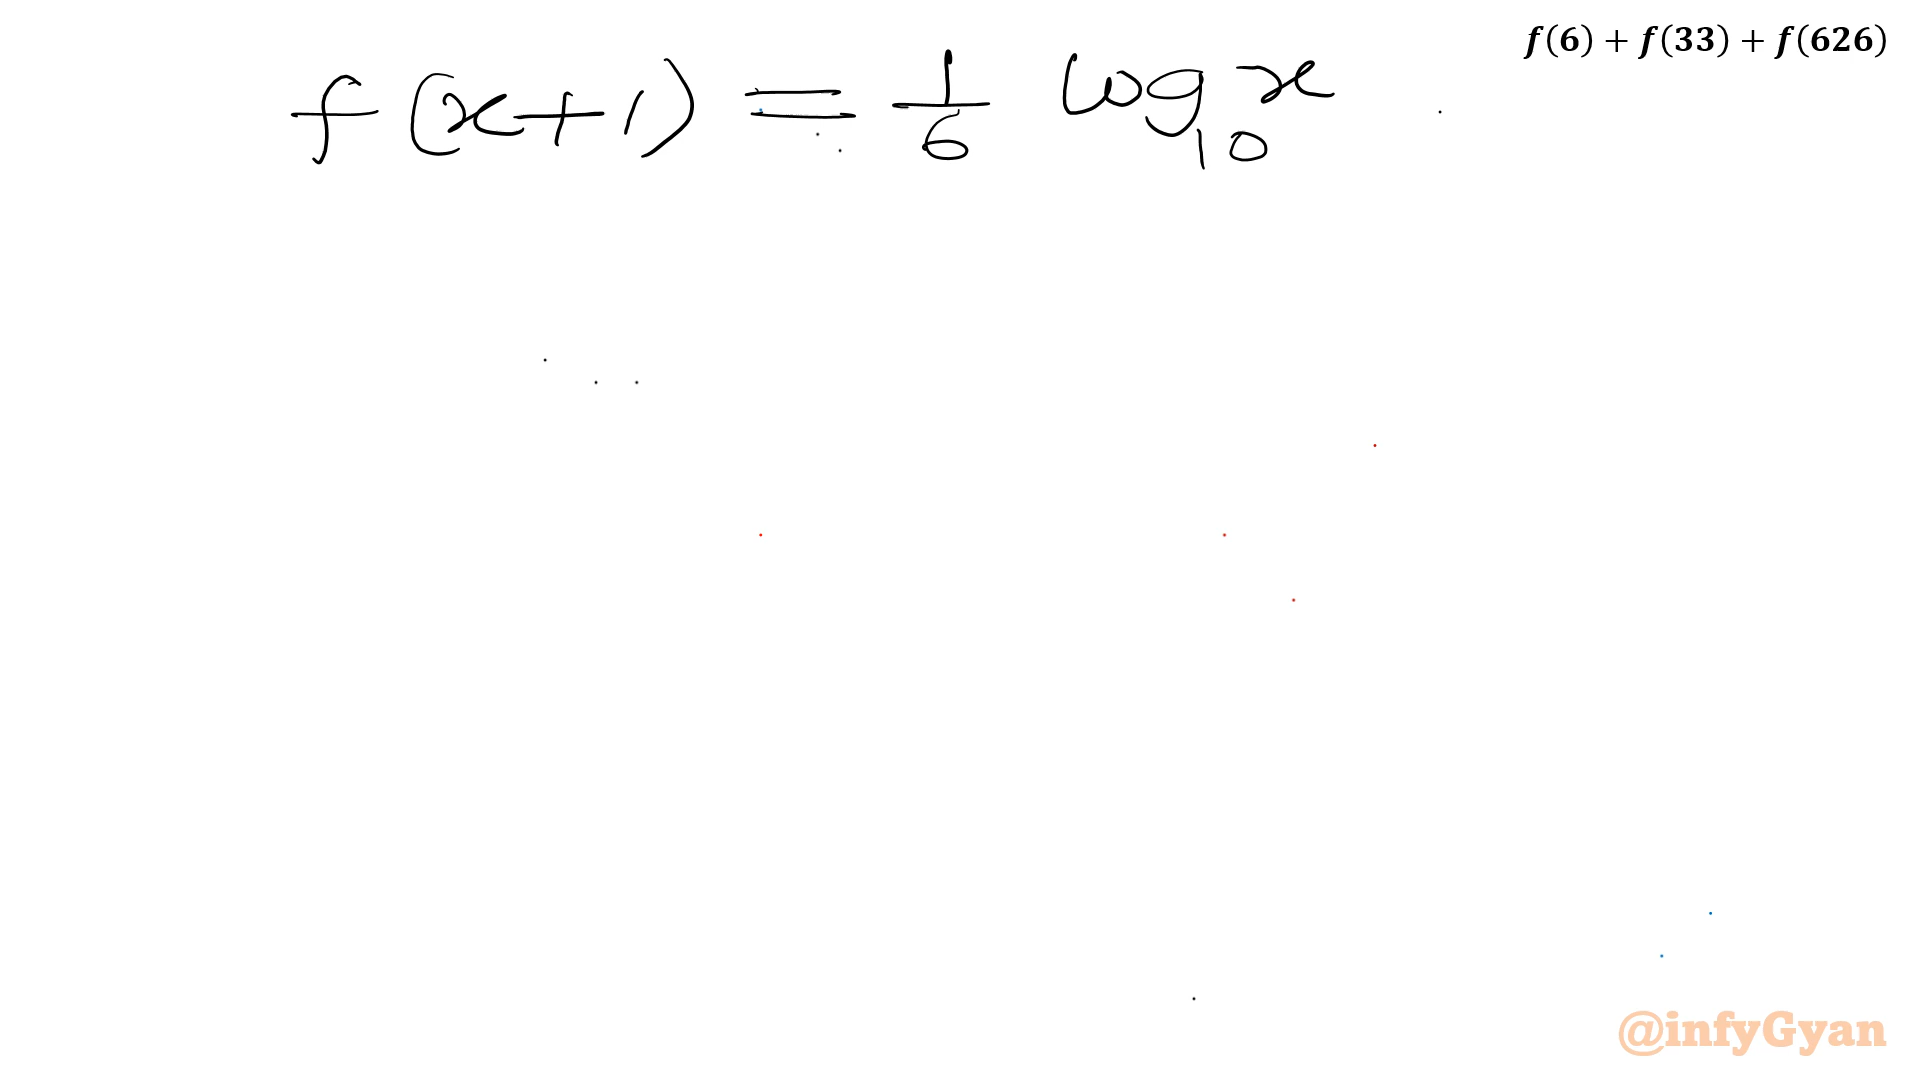 f(6) + f(33) + f(626)
f(x+1) = 1/6 log₁₀ x
@infyGyan